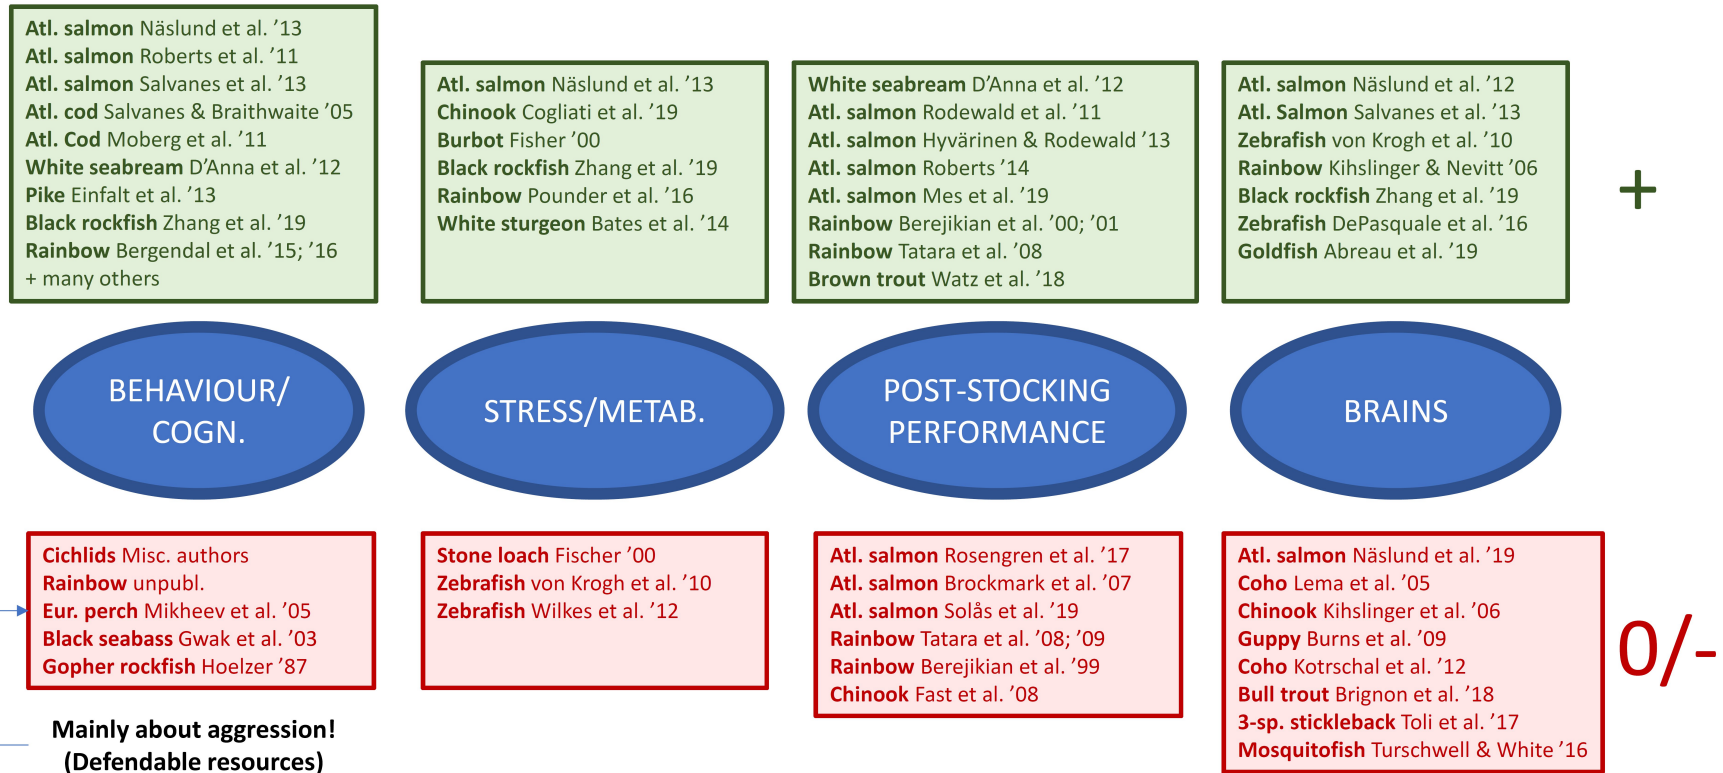 Atl. salmon Näslund et al. ’13
Atl. salmon Roberts et al. ’11
Atl. salmon Salvanes et al. ’13
Atl. cod Salvanes & Braithwaite ’05
Atl. Cod Moberg et al. ’11
White seabream D’Anna et al. ’12
Pike Einfalt et al. ’13
Black rockfish Zhang et al. ’19
Rainbow Bergendal et al. ’15; ’16
+ many others
Atl. salmon Näslund et al. ’13
Chinook Cogliati et al. ’19
Burbot Fisher ’00
Black rockfish Zhang et al. ’19
Rainbow Pounder et al. ’16
White sturgeon Bates et al. ’14
White seabream D’Anna et al. ’12
Atl. salmon Rodewald et al. ’11
Atl. salmon Hyvärinen & Rodewald ’13
Atl. salmon Roberts ’14
Atl. salmon Mes et al. ’19
Rainbow Berejikian et al. ’00; ’01
Rainbow Tatara et al. ’08
Brown trout Watz et al. ’18
Atl. salmon Näslund et al. ’12
Atl. Salmon Salvanes et al. ’13
Zebrafish von Krogh et al. ’10
Rainbow Kihslinger & Nevitt ’06
Black rockfish Zhang et al. ’19
Zebrafish DePasquale et al. ’16
Goldfish Abreau et al. ’19
+
BEHAVIOUR/
COGN.
STRESS/METAB.
POST-STOCKING
PERFORMANCE
BRAINS
Cichlids Misc. authors
Rainbow unpubl.
Eur. perch Mikheev et al. ’05
Black seabass Gwak et al. ’03
Gopher rockfish Hoelzer ’87
Stone loach Fischer ’00
Zebrafish von Krogh et al. ’10
Zebrafish Wilkes et al. ’12
Atl. salmon Rosengren et al. ’17
Atl. salmon Brockmark et al. ’07
Atl. salmon Solås et al. ’19
Rainbow Tatara et al. ’08; ’09
Rainbow Berejikian et al. ’99
Chinook Fast et al. ’08
Atl. salmon Näslund et al. ’19
Coho Lema et al. ’05
Chinook Kihslinger et al. ’06
Guppy Burns et al. ’09
Coho Kotrschal et al. ’12
Bull trout Brignon et al. ’18
3-sp. stickleback Toli et al. ’17
Mosquitofish Turschwell & White ’16
0/-
Mainly about aggression!
(Defendable resources)